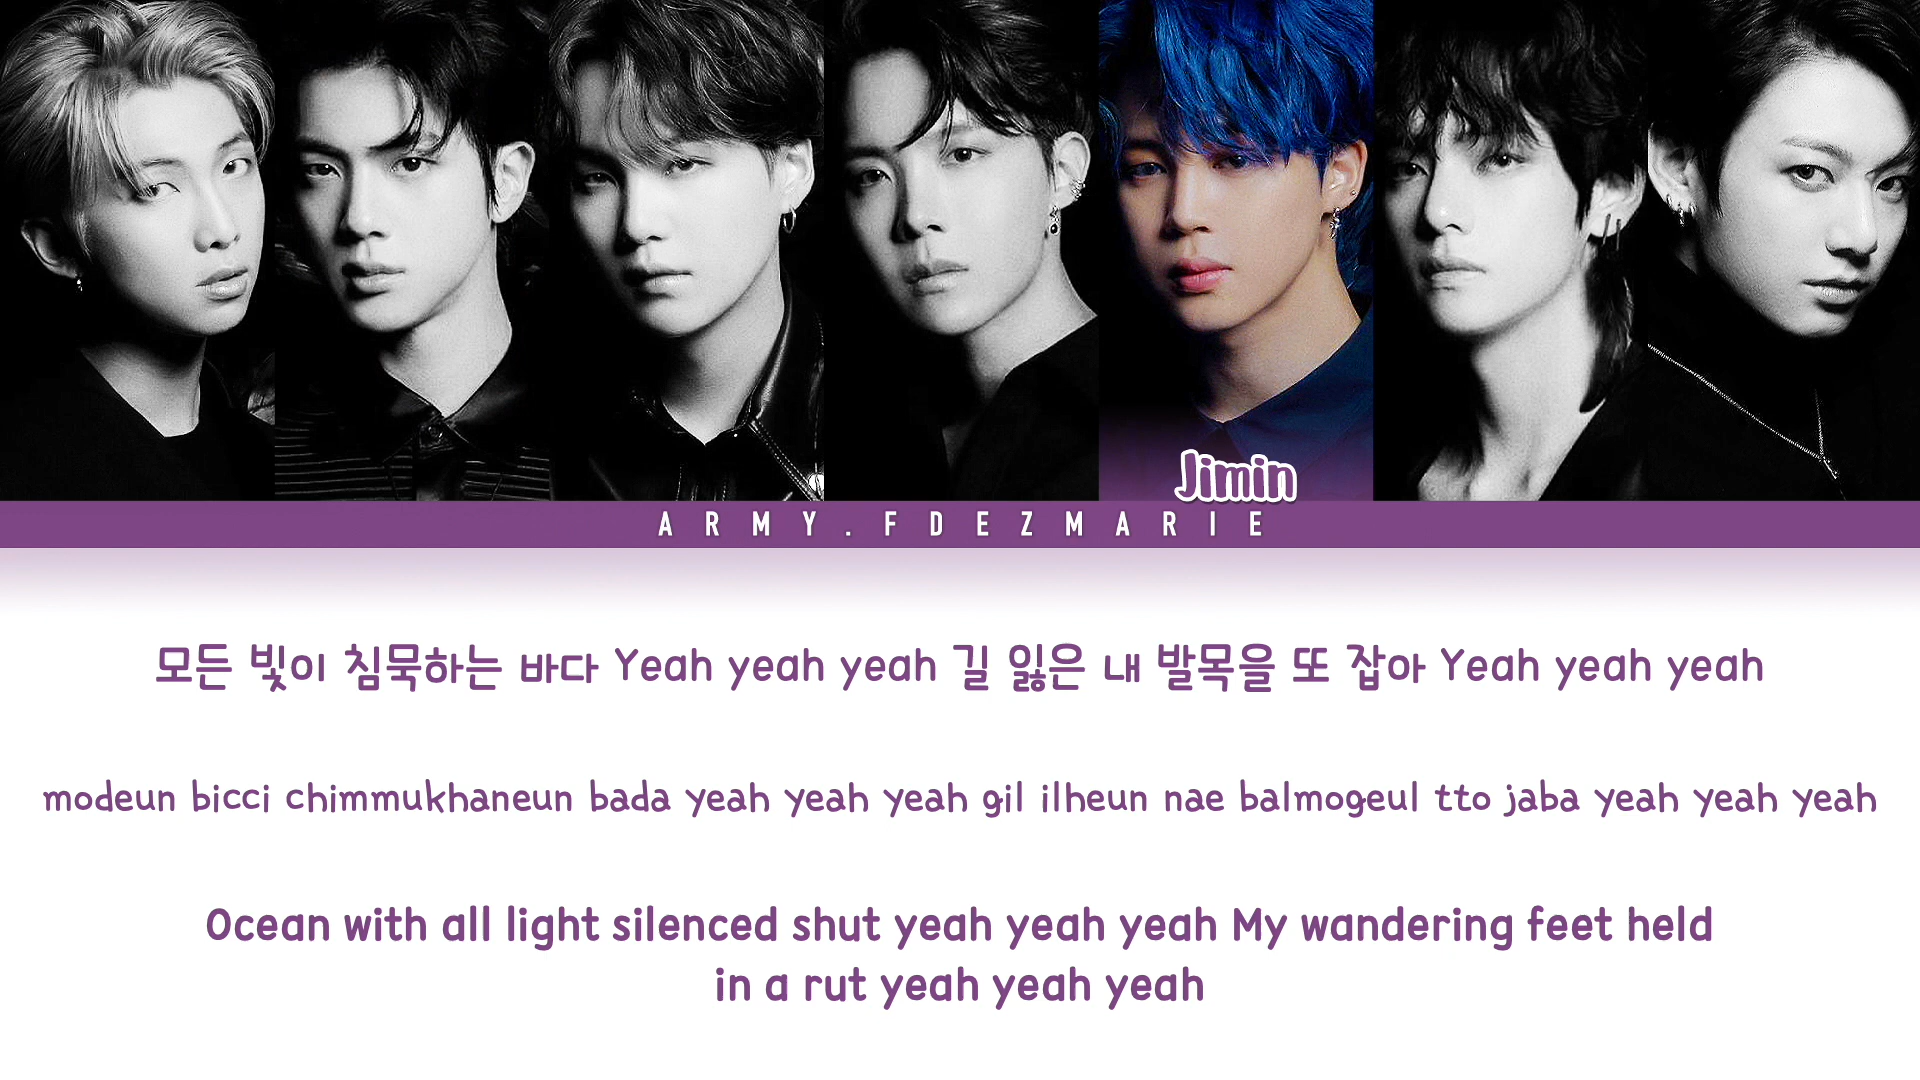 Jimin
ARMY.FDEZMARIE
모든 빛이 침묵하는 바다 Yeah yeah yeah 길 잃은 내 발목을 또 잡아 Yeah yeah yeah
modeun bicci chimmukhaneun bada yeah yeah yeah gil ilheun nae balmogeul tto jaba yeah yeah yeah
Ocean with all light silenced shut yeah yeah yeah My wandering feet held
in a rut yeah yeah yeah